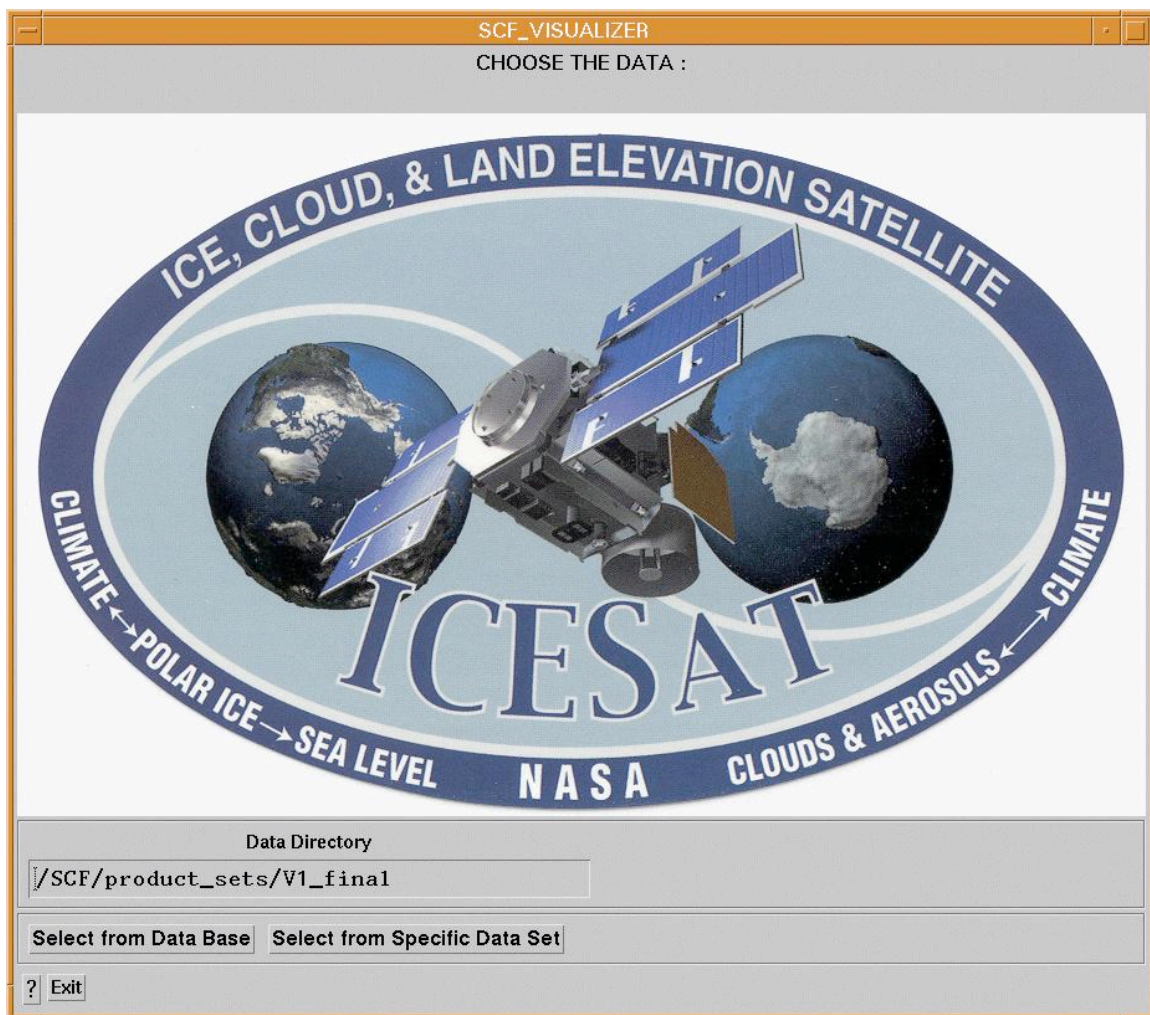 SCF_VISUALIZER
CHOOSE THE DATA :
ICE, CLOUD, & LAND ELEVATION SATELLITE
ICESAT
CLIMATE↔POLAR ICE→SEA LEVEL
NASA
CLOUDS & AEROSOLS↔CLIMATE
Data Directory
/SCF/product_sets/V1_final
Select from Data Base Select from Specific Data Set
? Exit